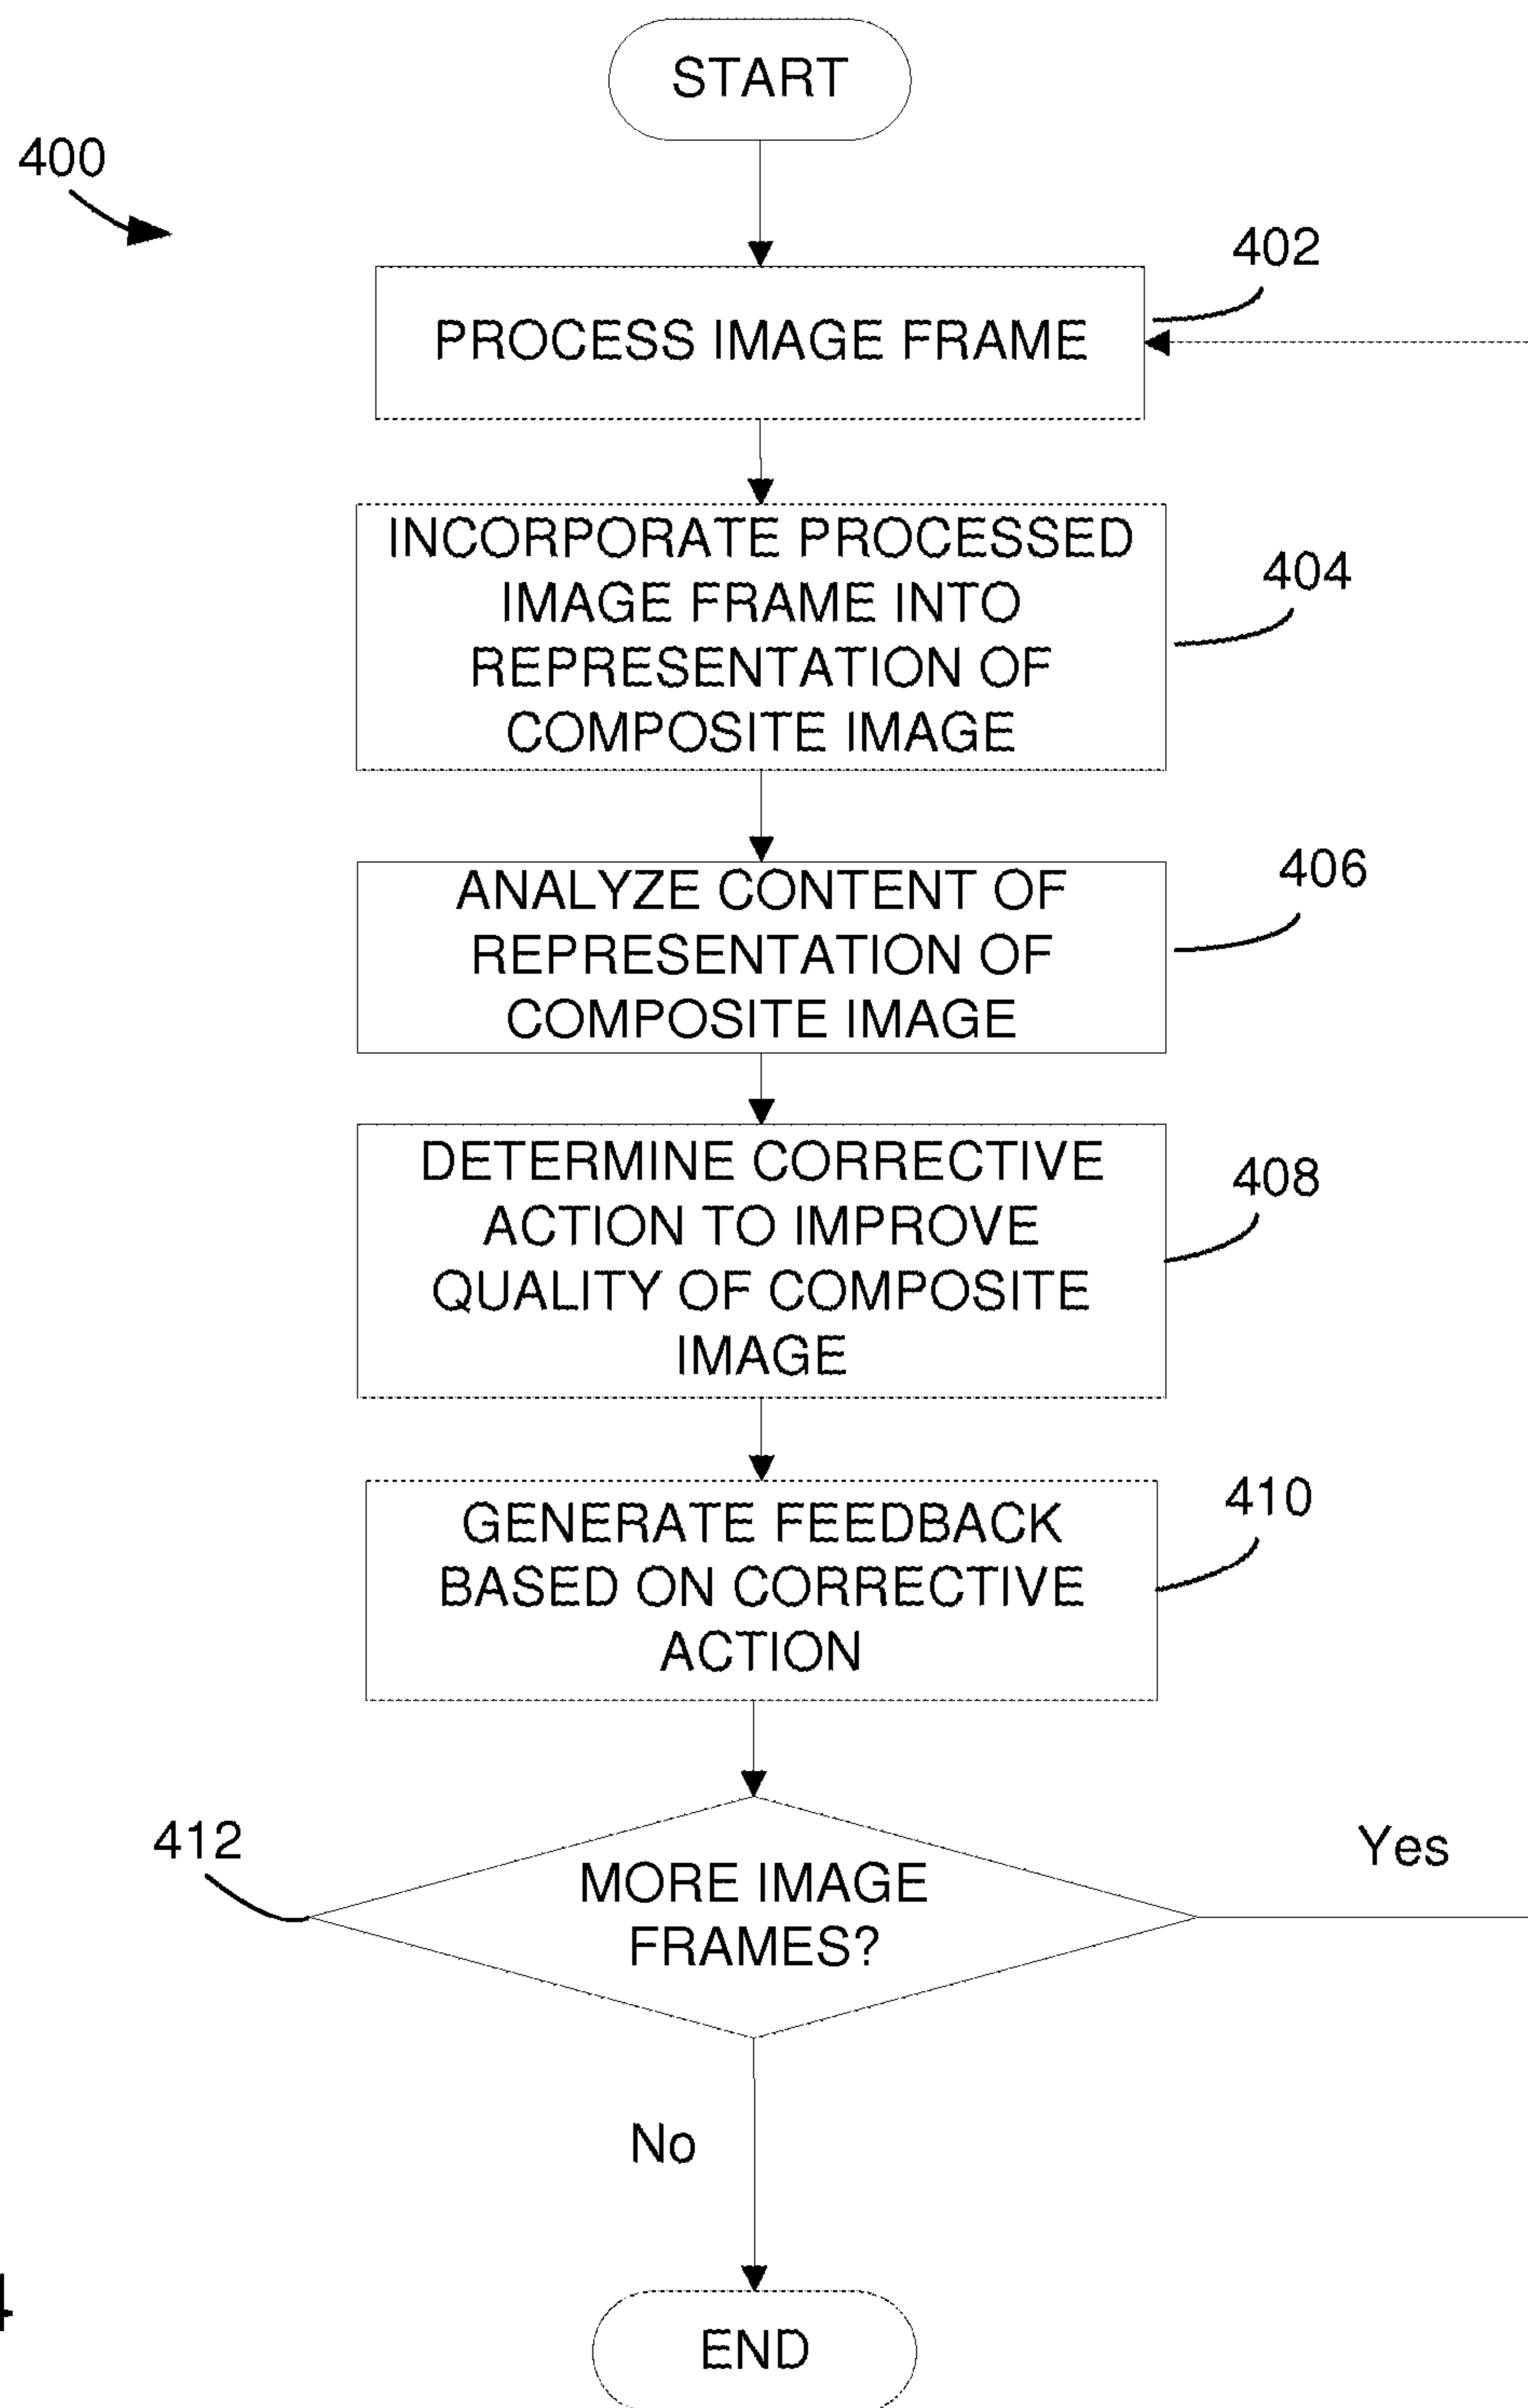 START
400
402
PROCESS IMAGE FRAME
INCORPORATE PROCESSED
IMAGE FRAME INTO
REPRESENTATION OF
COMPOSITE IMAGE
404
ANALYZE CONTENT OF
REPRESENTATION OF
COMPOSITE IMAGE
406
DETERMINE CORRECTIVE
ACTION TO IMPROVE
QUALITY OF COMPOSITE
IMAGE
408
GENERATE FEEDBACK
BASED ON CORRECTIVE
ACTION
410
412
MORE IMAGE
FRAMES?
Yes
No
END